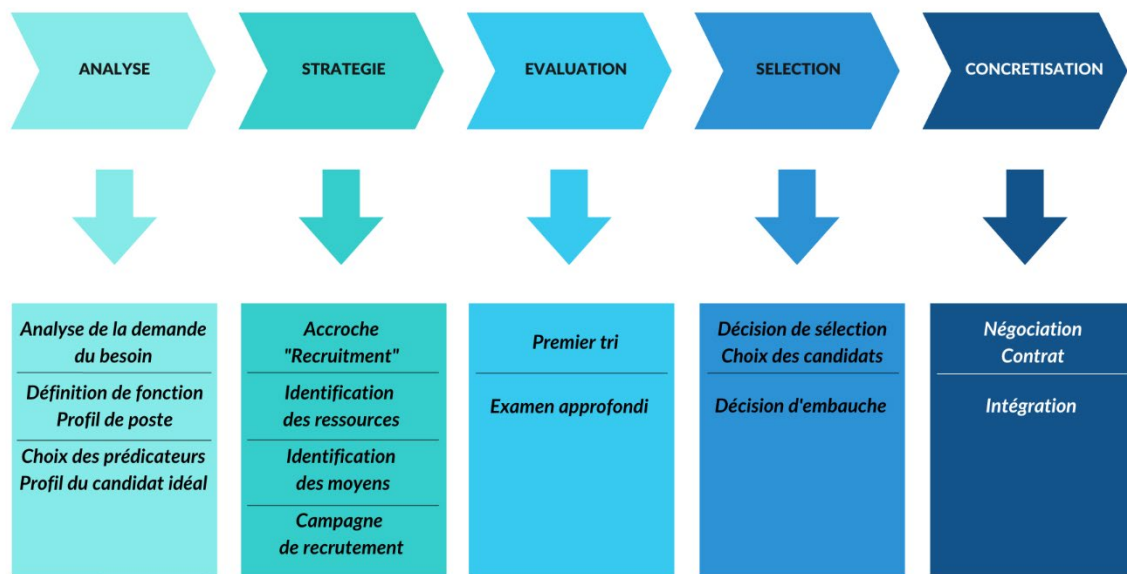 ANALYSE
STRATEGIE
EVALUATION
SELECTION
CONCRETISATION
Analyse de la demande
du besoin
Définition de fonction
Profil de poste
Choix des prédicateurs
Profil du candidat idéal
Accroche
"Recruitment"
Identification
des ressources
Identification
des moyens
Campagne
de recrutement
Premier tri
Examen approfondi
Décision de sélection
Choix des candidats
Décision d'embauche
Négociation
Contrat
Intégration